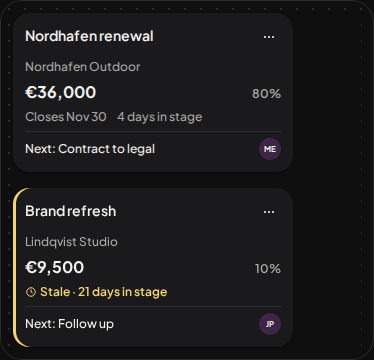 Nordhafen renewal ...
Nordhafen Outdoor
€36,000 80%
Closes Nov 30 4 days in stage
Next: Contract to legal ME
Brand refresh ...
Lindqvist Studio
€9,500 10%
Stale · 21 days in stage
Next: Follow up JP